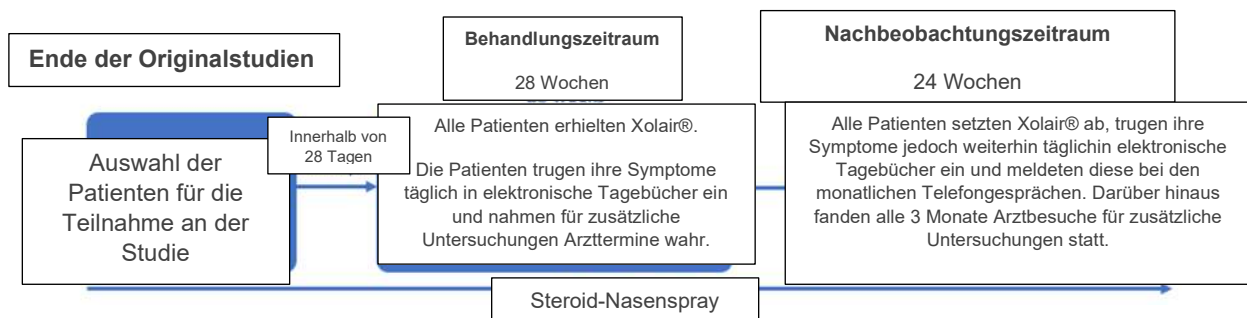 Ende der Originalstudien
Behandlungszeitraum
28 Wochen
Nachbeobachtungszeitraum
24 Wochen
Auswahl der
Patienten für die
Teilnahme an der
Studie
Innerhalb von
28 Tagen
Alle Patienten erhielten Xolair®.
Die Patienten trugen ihre Symptome
täglich in elektronische Tagebücher ein
und nahmen für zusätzliche
Untersuchungen Arzttermine wahr.
Alle Patienten setzten Xolair® ab, trugen ihre
Symptome jedoch weiterhin täglichin elektronische
Tagebücher ein und meldeten diese bei den
monatlichen Telefongesprächen. Darüber hinaus
fanden alle 3 Monate Arztbesuche für zusätzliche
Untersuchungen statt.
Steroid-Nasenspray